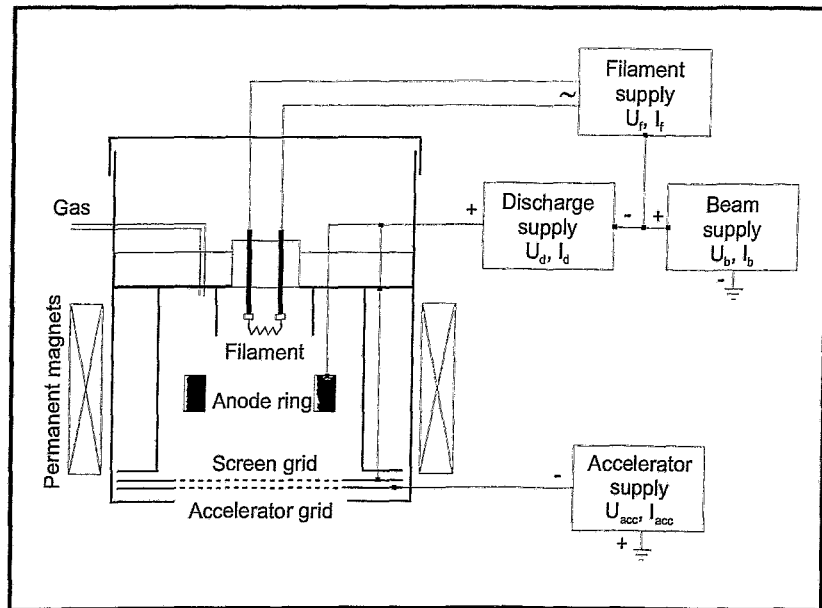 Filament
supply
U_f, I_f
~
Gas
+
Discharge
supply
U_d, I_d
-
+
Beam
supply
U_b, I_b
-
Permanent magnets
Filament
Anode ring
Screen grid
Accelerator grid
-
Accelerator
supply
U_acc, I_acc
+